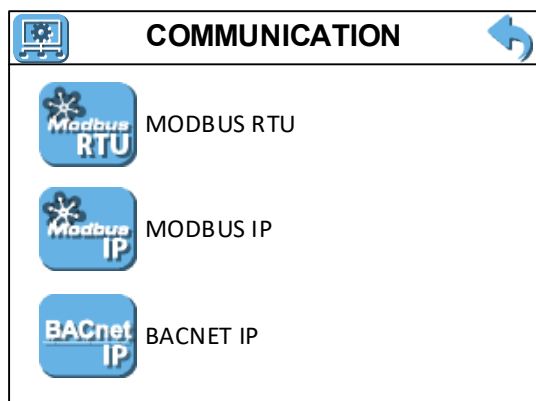 COMMUNICATION
Modbus
RTU
MODBUS RTU
Modbus
IP
MODBUS IP
BACnet
IP
BACNET IP